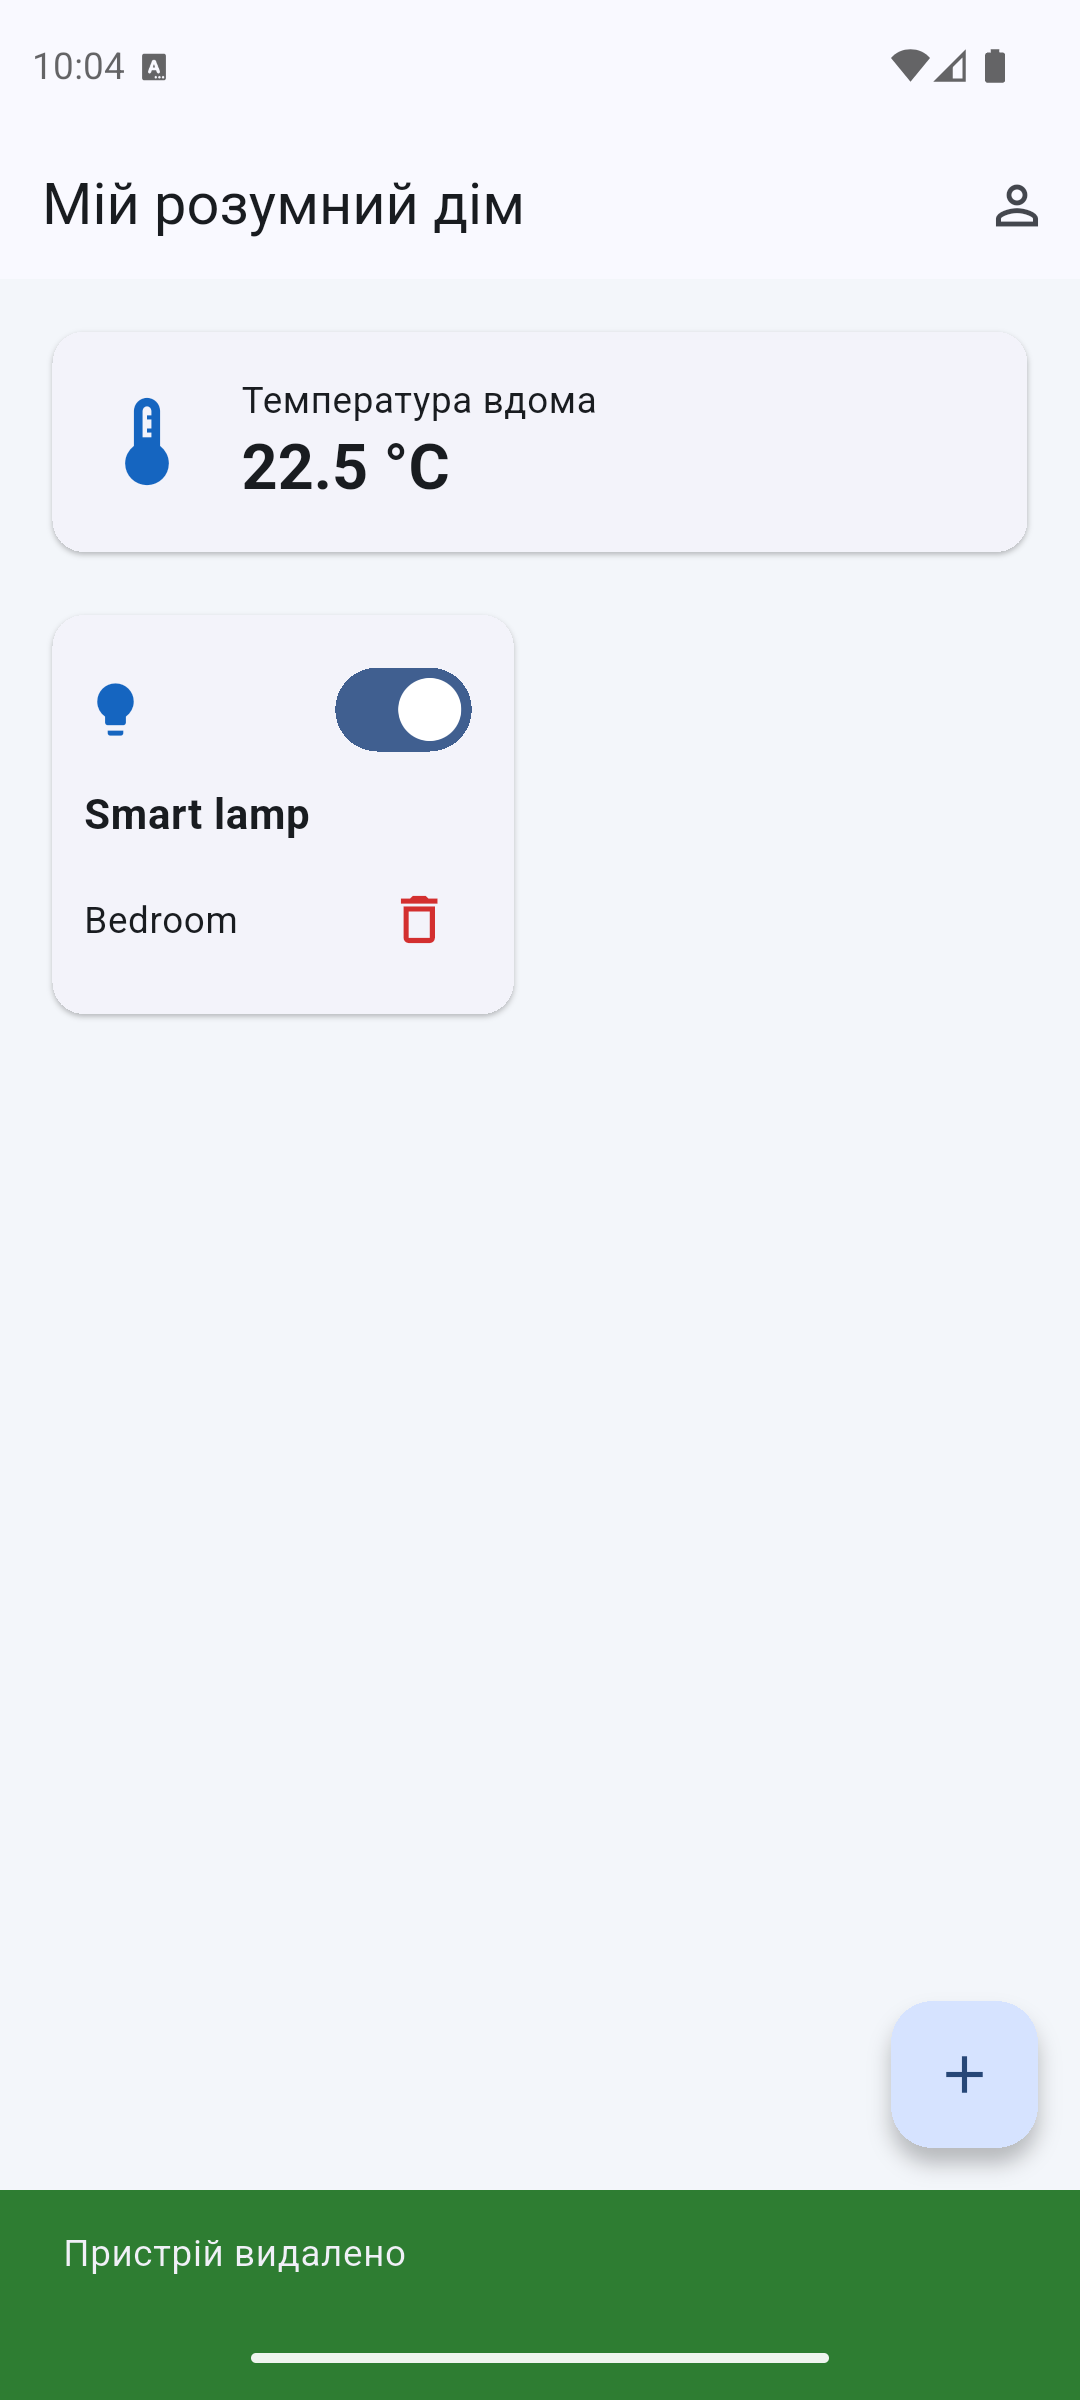 10:04
Мій розумний дім
Температура вдома
22.5 °C
Smart lamp
Bedroom
Пристрій видалено